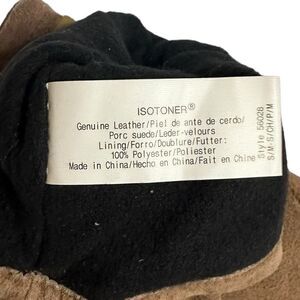 ISOTONER®
Genuine Leather/Piel de ante de cerdo/
Porc suede/Leder-velours
Lining/Forro/Doublure/Futter:
100% Polyester/Poliester
Made in China/Hecho en China/Fait en Chine
Style 56028
S/M-S/CH/P/M